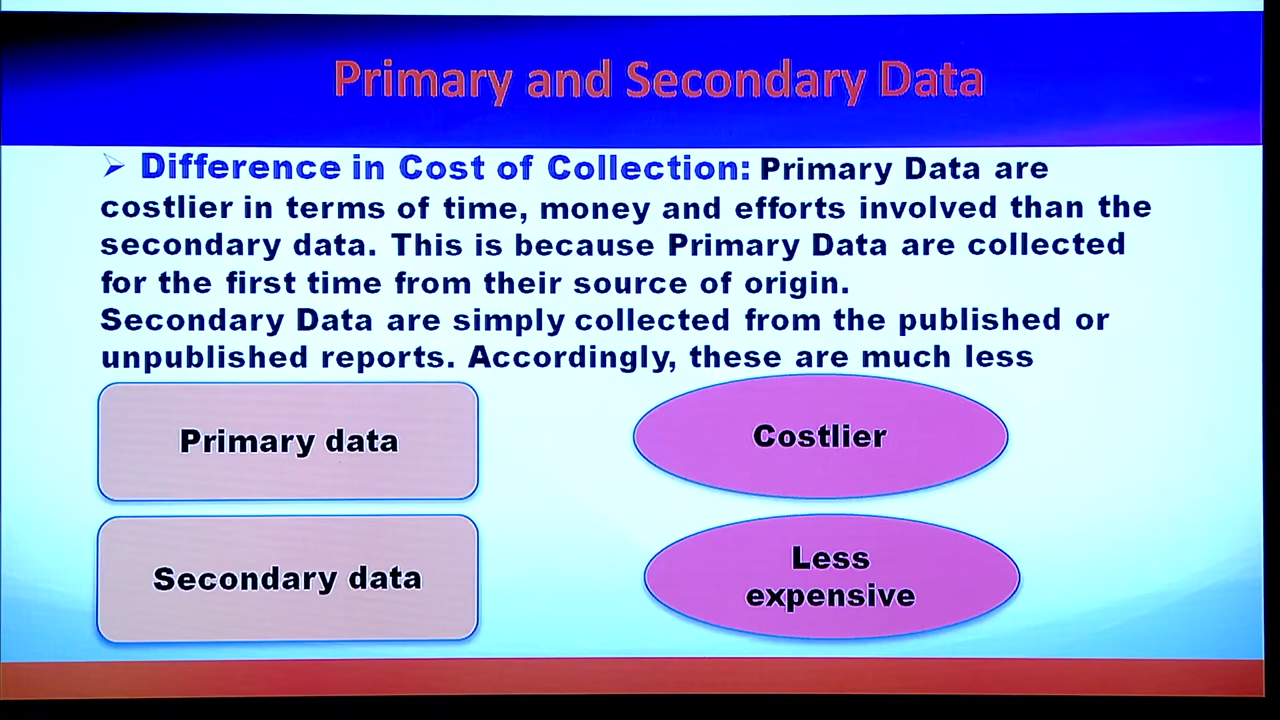 Primary and Secondary Data
➢ Difference in Cost of Collection: Primary Data are
costlier in terms of time, money and efforts involved than the
secondary data. This is because Primary Data are collected
for the first time from their source of origin.
Secondary Data are simply collected from the published or
unpublished reports. Accordingly, these are much less
Primary data
Costlier
Secondary data
Less
expensive